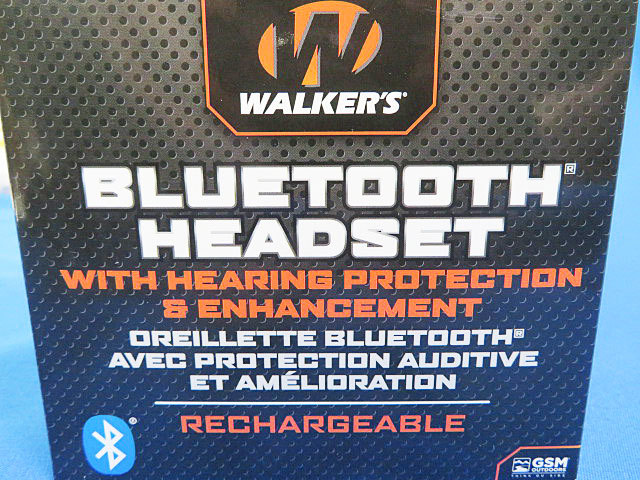 W
WALKER'S®
BLUETOOTH®
HEADSET
WITH HEARING PROTECTION
& ENHANCEMENT
OREILLETTE BLUETOOTH®
AVEC PROTECTION AUDITIVE
ET AMÉLIORATION
RECHARGEABLE
GSM
OUTDOORS